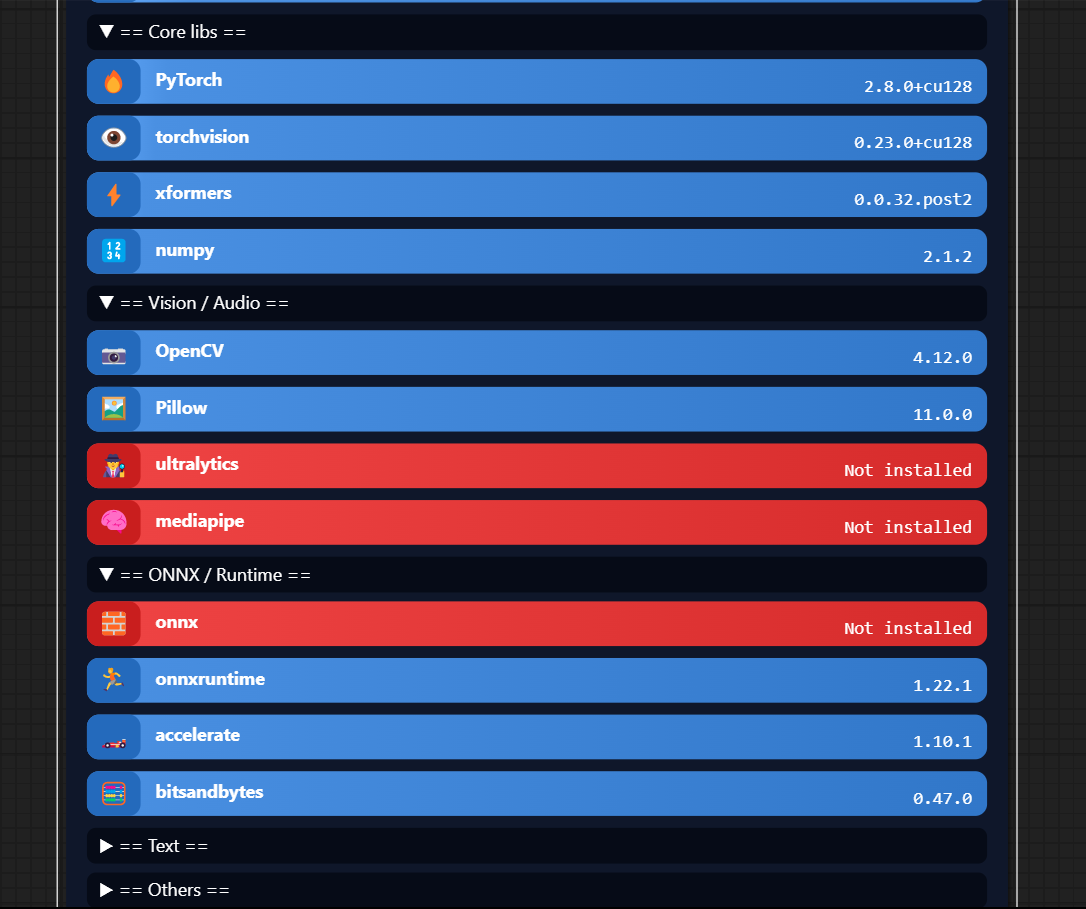 ▼ == Core libs ==
PyTorch 2.8.0+cu128
torchvision 0.23.0+cu128
xformers 0.0.32.post2
numpy 2.1.2
▼ == Vision / Audio ==
OpenCV 4.12.0
Pillow 11.0.0
ultralytics Not installed
mediapipe Not installed
▼ == ONNX / Runtime ==
onnx Not installed
onnxruntime 1.22.1
accelerate 1.10.1
bitsandbytes 0.47.0
▶ == Text ==
▶ == Others ==